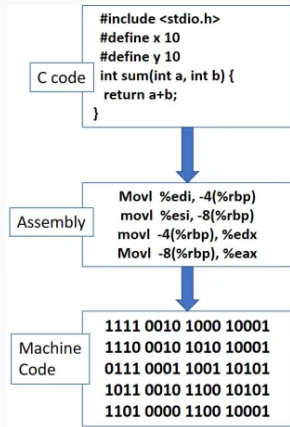 #include <stdio.h>
#define x 10
#define y 10
int sum(int a, int b) {
return a+b;
}
C code
Movl %edi, -4(%rbp)
movl %esi, -8(%rbp)
movl -4(%rbp), %edx
Movl -8(%rbp), %eax
Assembly
1111 0010 1000 10001
1110 0010 1010 10001
0111 0001 1001 10101
1011 0010 1100 10101
1101 0000 1100 10001
Machine
Code